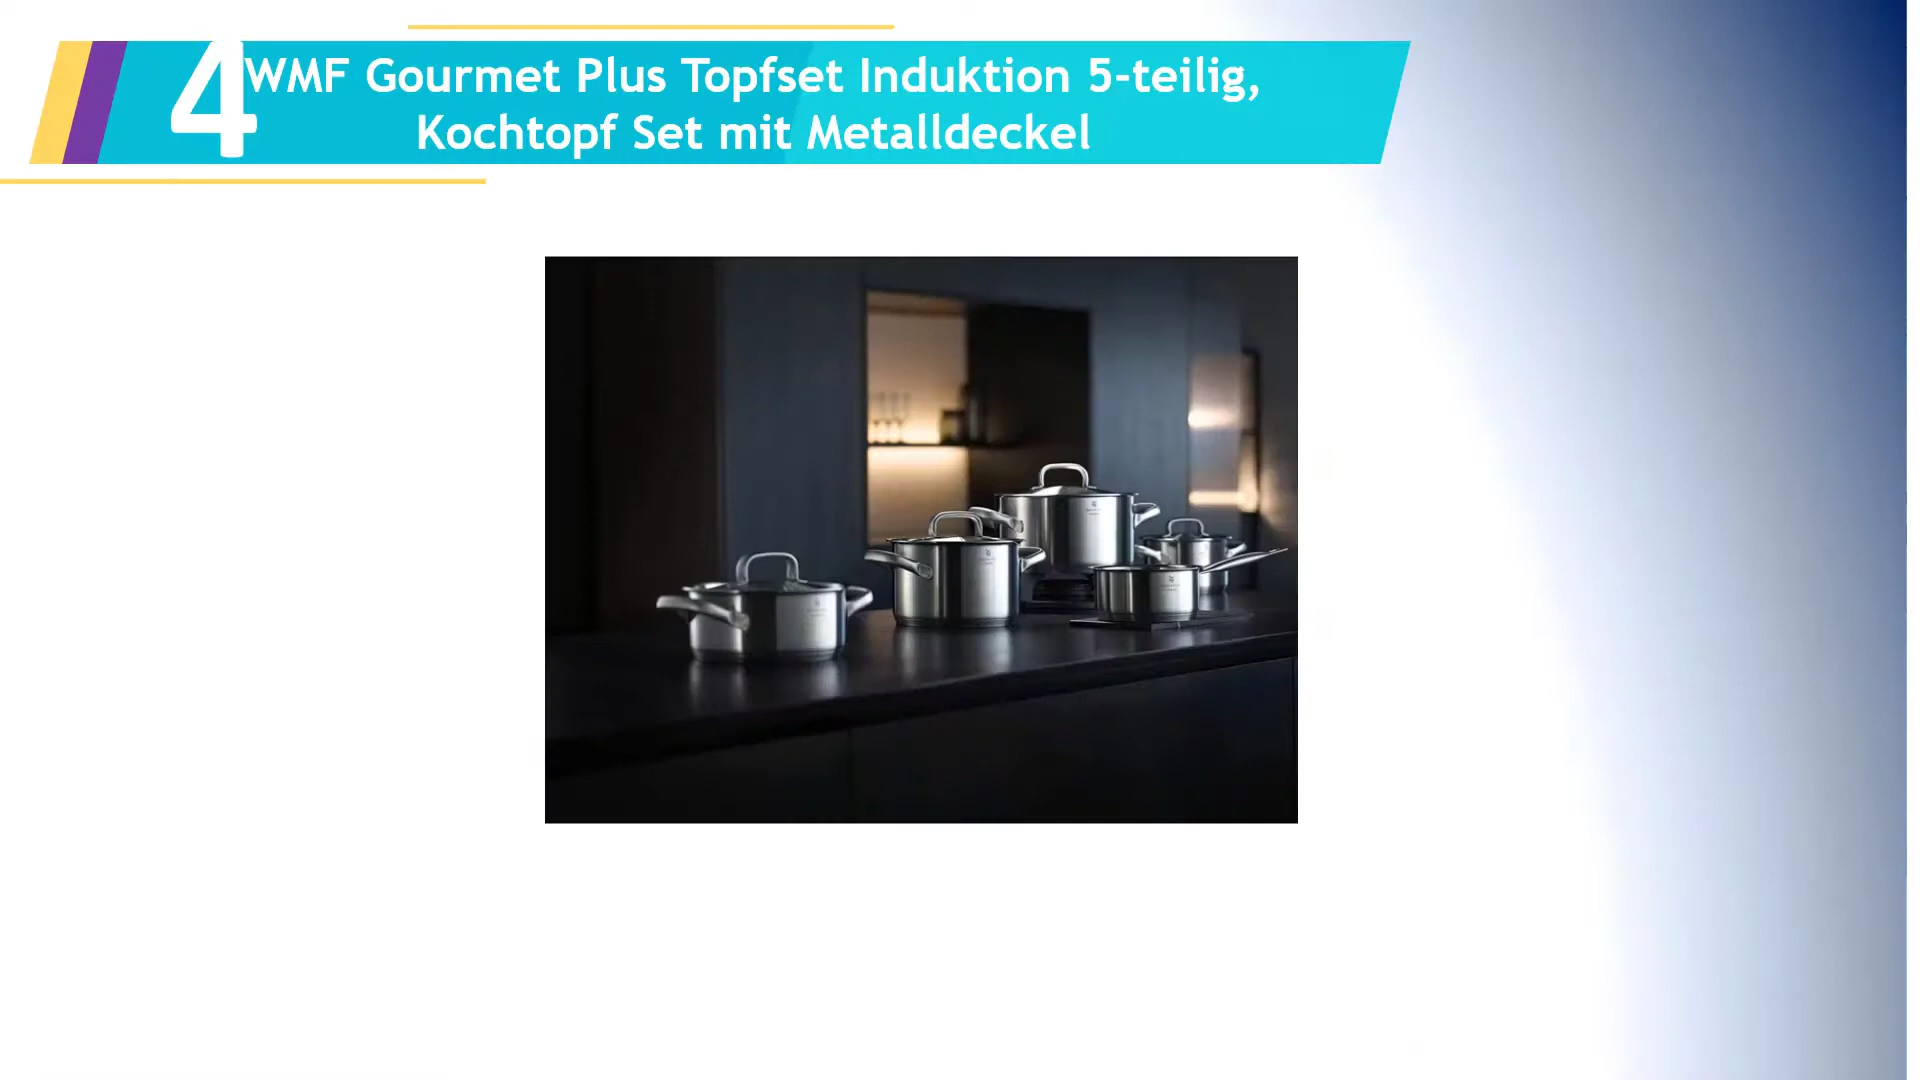 4
WMF Gourmet Plus Topfset Induktion 5-teilig,
Kochtopf Set mit Metalldeckel